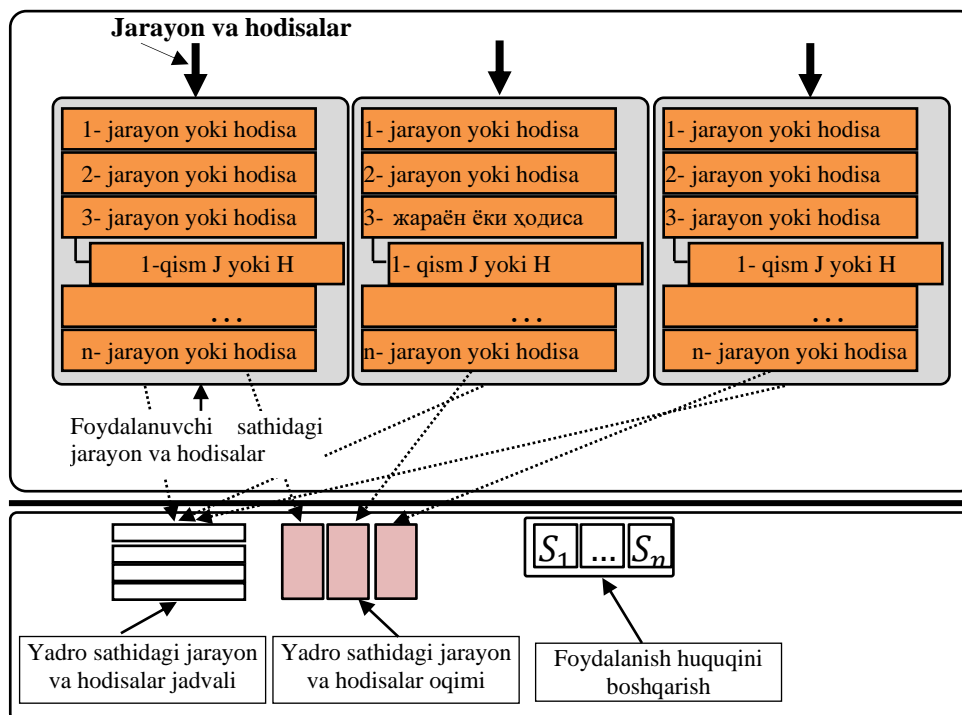 Jarayon va hodisalar
1- jarayon yoki hodisa
2- jarayon yoki hodisa
3- jarayon yoki hodisa
1-qism J yoki H
...
n- jarayon yoki hodisa
1- jarayon yoki hodisa
2- jarayon yoki hodisa
3- жараён ёки ҳодиса
1- qism J yoki H
...
n- jarayon yoki hodisa
1- jarayon yoki hodisa
2- jarayon yoki hodisa
3- jarayon yoki hodisa
1- qism J yoki H
...
n- jarayon yoki hodisa
Foydalanuvchi sathidagi
jarayon va hodisalar
S1 ... Sn
Yadro sathidagi jarayon
va hodisalar jadvali
Yadro sathidagi jarayon
va hodisalar oqimi
Foydalanish huquqini
boshqarish